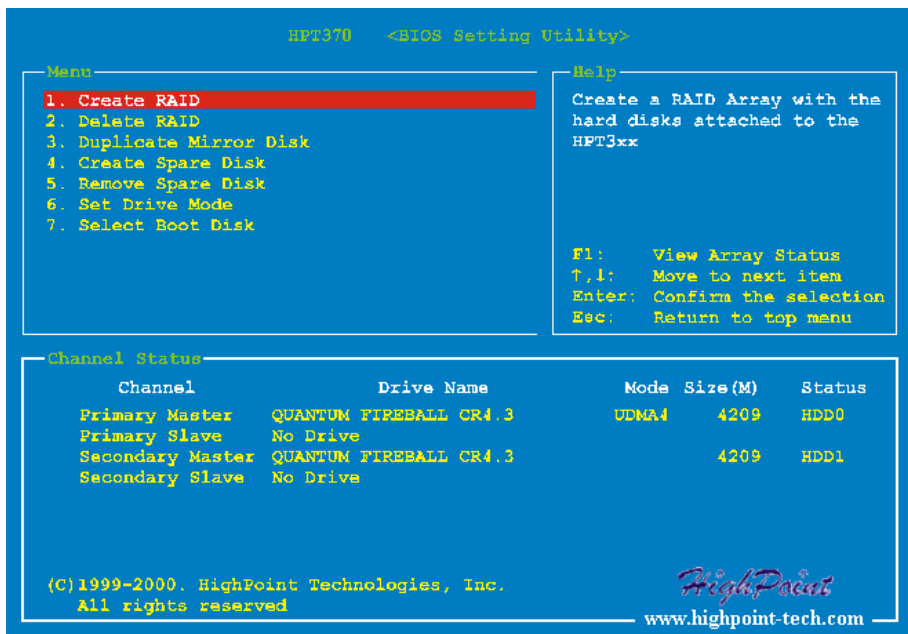 HPT370 <BIOS Setting Utility>
Menu
1. Create RAID
2. Delete RAID
3. Duplicate Mirror Disk
4. Create Spare Disk
5. Remove Spare Disk
6. Set Drive Mode
7. Select Boot Disk
Help
Create a RAID Array with the
hard disks attached to the
HPT3xx
F1: View Array Status
↑,↓: Move to next item
Enter: Confirm the selection
Esc: Return to top menu
Channel Status
Channel Drive Name Mode Size(M) Status
Primary Master QUANTUM FIREBALL CR4.3 UDMA4 4209 HDD0
Primary Slave No Drive
Secondary Master QUANTUM FIREBALL CR4.3 4209 HDD1
Secondary Slave No Drive
(C)1999-2000. HighPoint Technologies, Inc.
All rights reserved
HighPoint
www.highpoint-tech.com